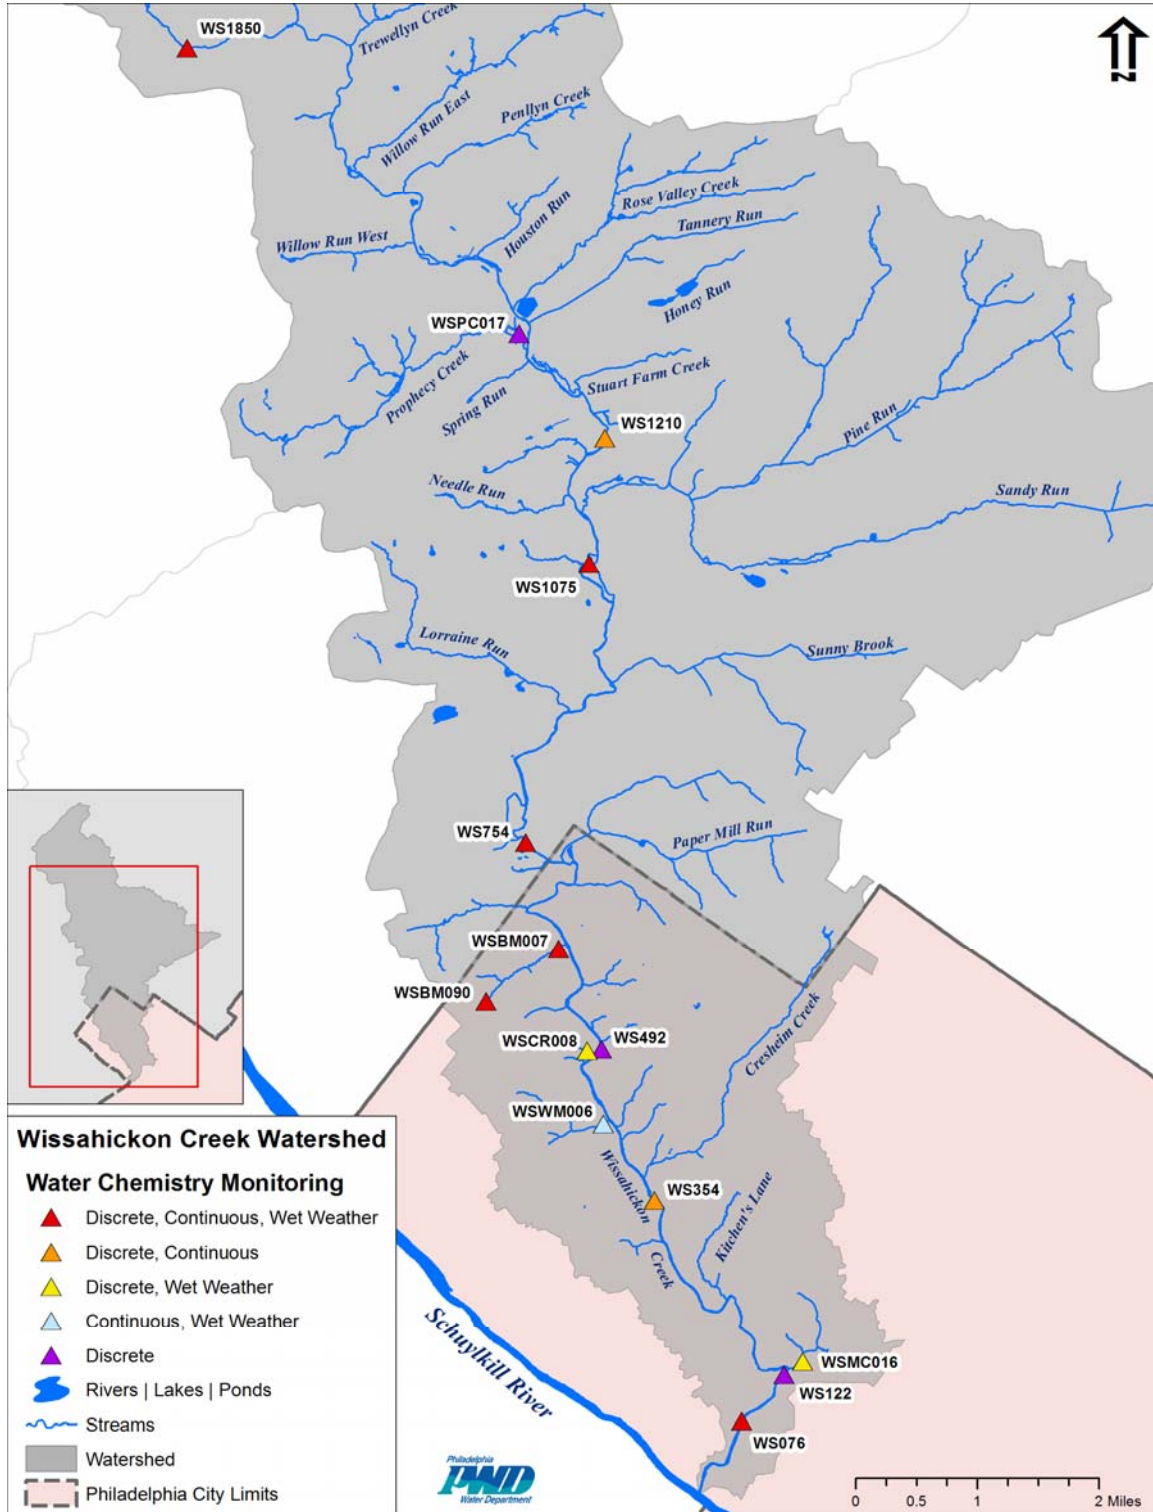 WS1850
Trewellyn Creek
N
Willow Run East
Penllyn Creek
Rose Valley Creek
Houston Run
Tannery Run
Willow Run West
Honey Run
WSPC017
Prophecy Creek
Spring Run
Stuart Farm Creek
WS1210
Pine Run
Needle Run
Sandy Run
WS1075
Lorraine Run
Sunny Brook
WS754
Paper Mill Run
WSBM007
WSBM090
WSCR008
WS492
Cresheim Creek
WSWM006
Wissahickon
Creek
WS354
Kitchen's Lane
Schuylkill River
WSMC016
WS122
WS076
Wissahickon Creek Watershed
Water Chemistry Monitoring
Discrete, Continuous, Wet Weather
Discrete, Continuous
Discrete, Wet Weather
Continuous, Wet Weather
Discrete
Rivers | Lakes | Ponds
Streams
Watershed
Philadelphia City Limits
Philadelphia
PWD
Water Department
0 0.5 1 2 Miles